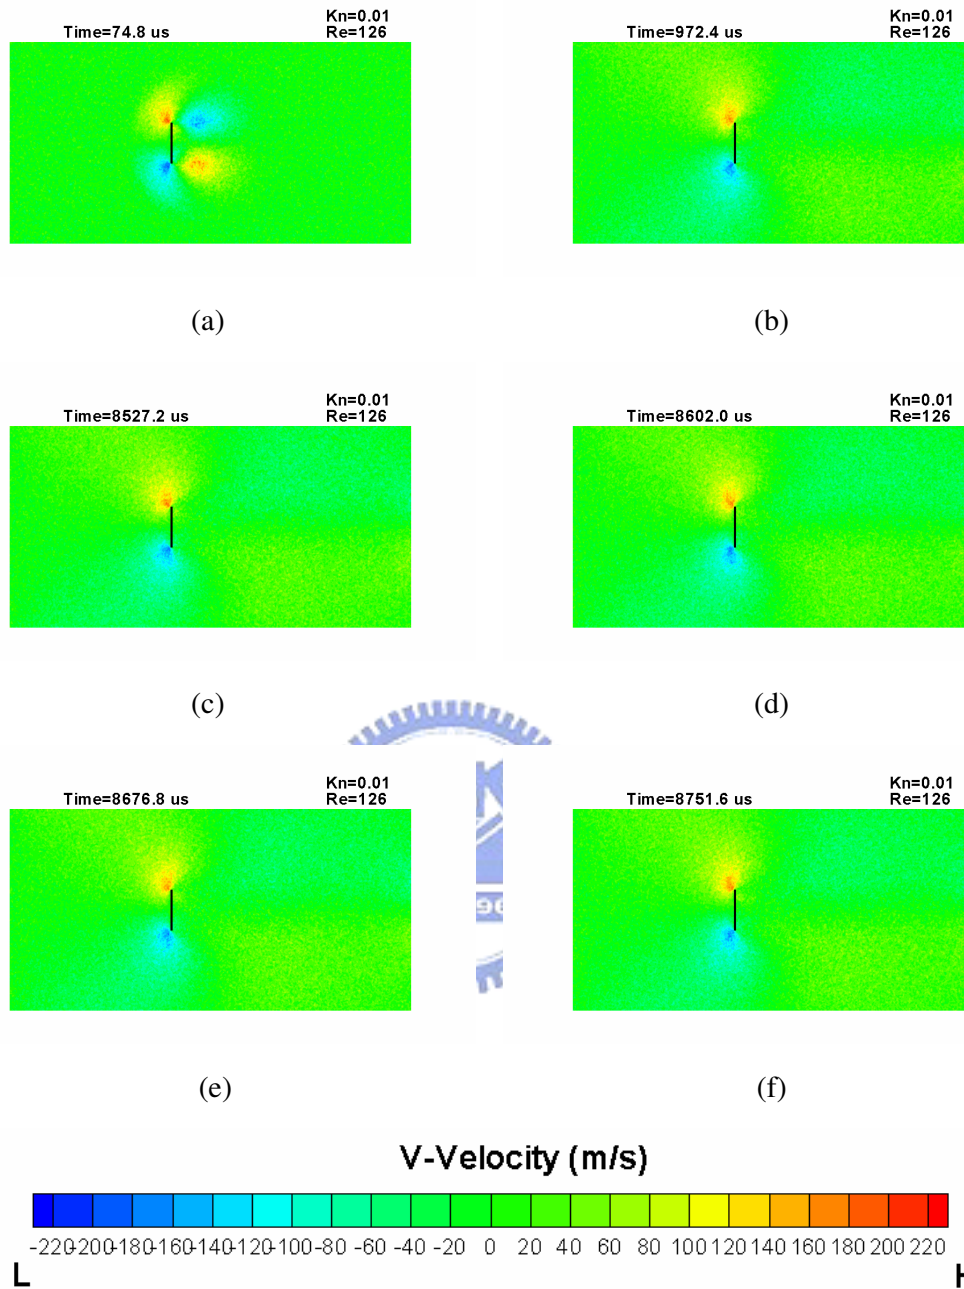 Kn=0.01 Kn=0.01
Time=74.8 us Re=126 Time=972.4 us Re=126
(a) (b)
Kn=0.01 Kn=0.01
Time=8527.2 us Re=126 Time=8602.0 us Re=126
(c) (d)
Kn=0.01 Kn=0.01
Time=8676.8 us Re=126 Time=8751.6 us Re=126
(e) (f)
V-Velocity (m/s)
-220 -200 -180 -160 -140 -120 -100 -80 -60 -40 -20 0 20 40 60 80 100 120 140 160 180 200 220
L